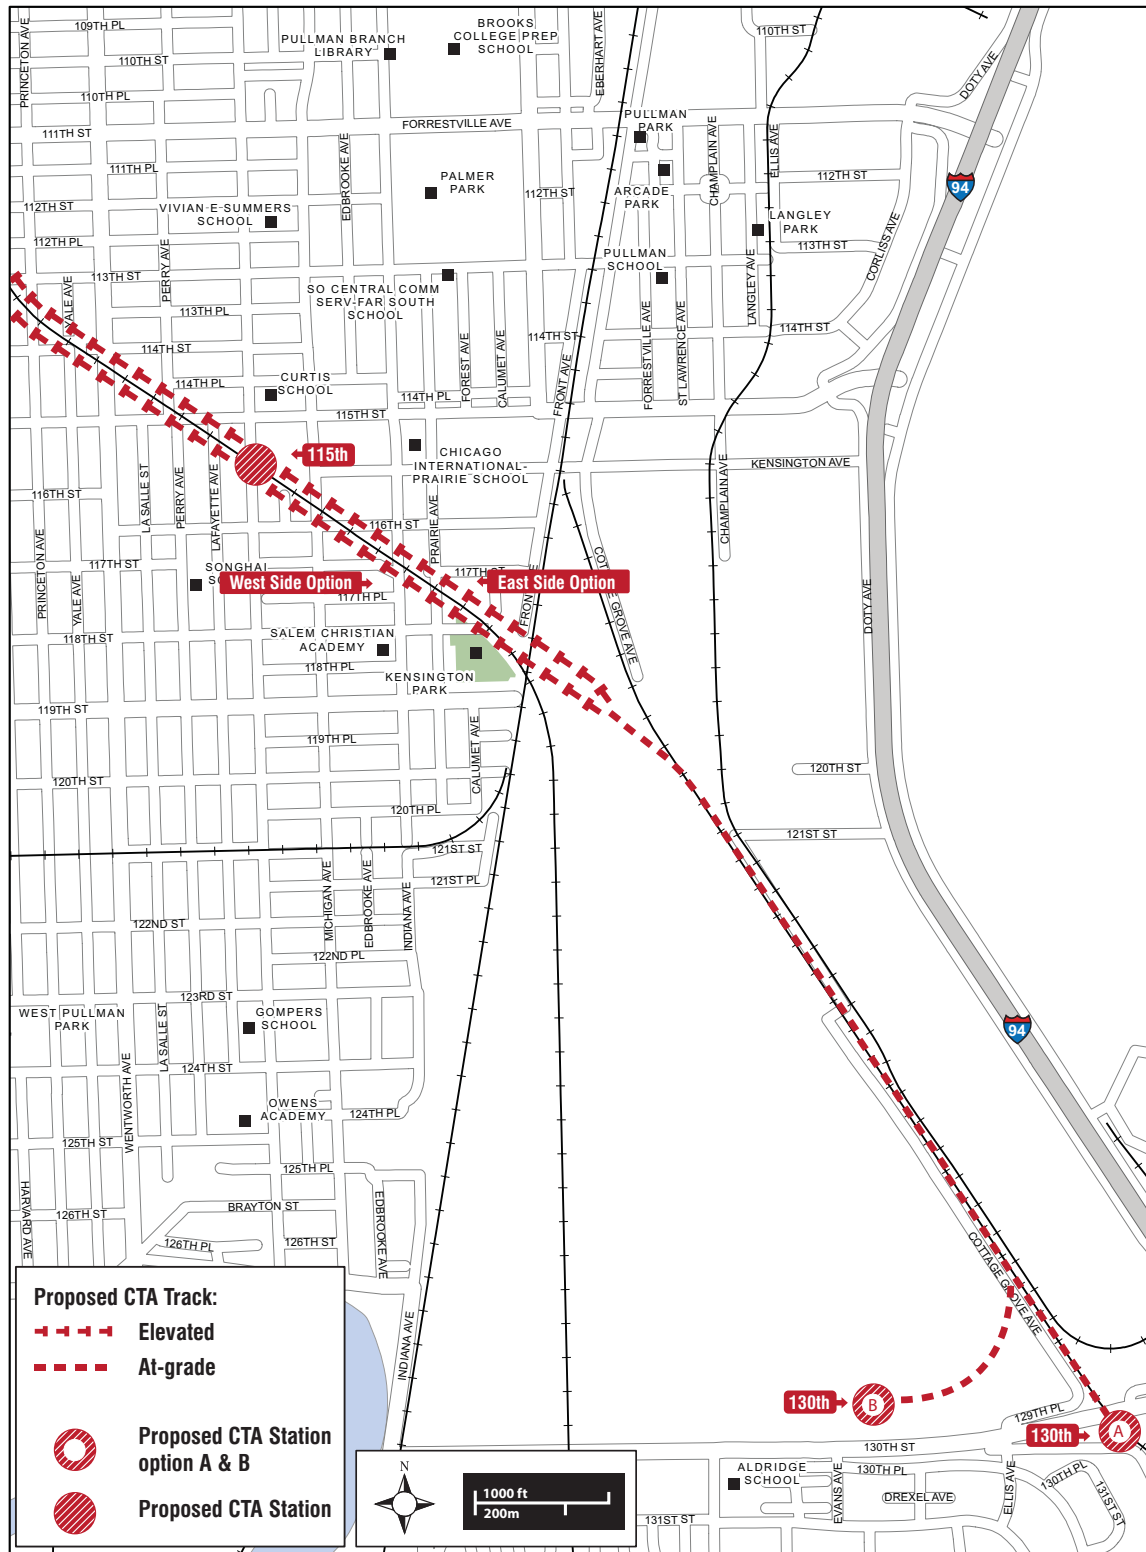 PRINCETON AVE
109TH PL
110TH ST
110TH PL
111TH ST
111TH PL
112TH ST
112TH PL
113TH ST
113TH PL
114TH ST
114TH PL
YALE AVE
PERRY AVE
PULLMAN BRANCH
LIBRARY
BROOKS
COLLEGE PREP
SCHOOL
EBERHART AVE
110TH ST
DOTY AVE
FORRESTVILLE AVE
EDBROOKE AVE
PALMER
PARK
VIVIAN E SUMMERS
SCHOOL
112TH ST
PULLMAN
PARK
ARCADE
PARK
CHAMPLAIN AVE
ELLIS AVE
112TH ST
94
LANGLEY
PARK
113TH ST
CORLISS AVE
PULLMAN
SCHOOL
LANGLEY AVE
SO CENTRAL COMM
SERV-FAR SOUTH
SCHOOL
114TH ST
114TH ST
FORREST AVE
CALUMET AVE
FRONT AVE
FORRESTVILLE AVE
ST LAWRENCE AVE
CURTIS
SCHOOL
114TH PL
115TH ST
115th
CHICAGO
INTERNATIONAL-
PRAIRIE SCHOOL
KENSINGTON AVE
CHAMPLAIN AVE
116TH ST
LA SALLE ST
PERRY AVE
LAFAYETTE AVE
116TH ST
PRAIRIE AVE
PRINCETON AVE
YALE AVE
117TH ST
SONGHAI
117TH ST
West Side Option
East Side Option
117TH PL
COTTAGE GROVE AVE
DOTY AVE
118TH ST
SALEM CHRISTIAN
ACADEMY
118TH PL
KENSINGTON
PARK
119TH ST
119TH PL
CALUMET AVE
120TH ST
120TH ST
120TH PL
121ST ST
121ST ST
121ST PL
MICHIGAN AVE
EDBROOKE AVE
INDIANA AVE
122ND ST
122ND PL
123RD ST
WEST PULLMAN
PARK
LA SALLE ST
GOMPERS
SCHOOL
94
WENTWORTH AVE
124TH ST
OWENS
ACADEMY
124TH PL
125TH ST
125TH PL
HARVARD AVE
BRAYTON ST
126TH ST
126TH PL
126TH ST
EDBROOKE AVE
COTTAGE GROVE AVE
INDIANA AVE
Proposed CTA Track:
Elevated
At-grade
Proposed CTA Station
option A & B
Proposed CTA Station
130th
B
129TH PL
130th
A
130TH ST
N
1000 ft
200m
ALDRIDGE
SCHOOL
130TH PL
EVANS AVE
DREXEL AVE
ELLIS AVE
130TH PL
131ST ST
131ST ST